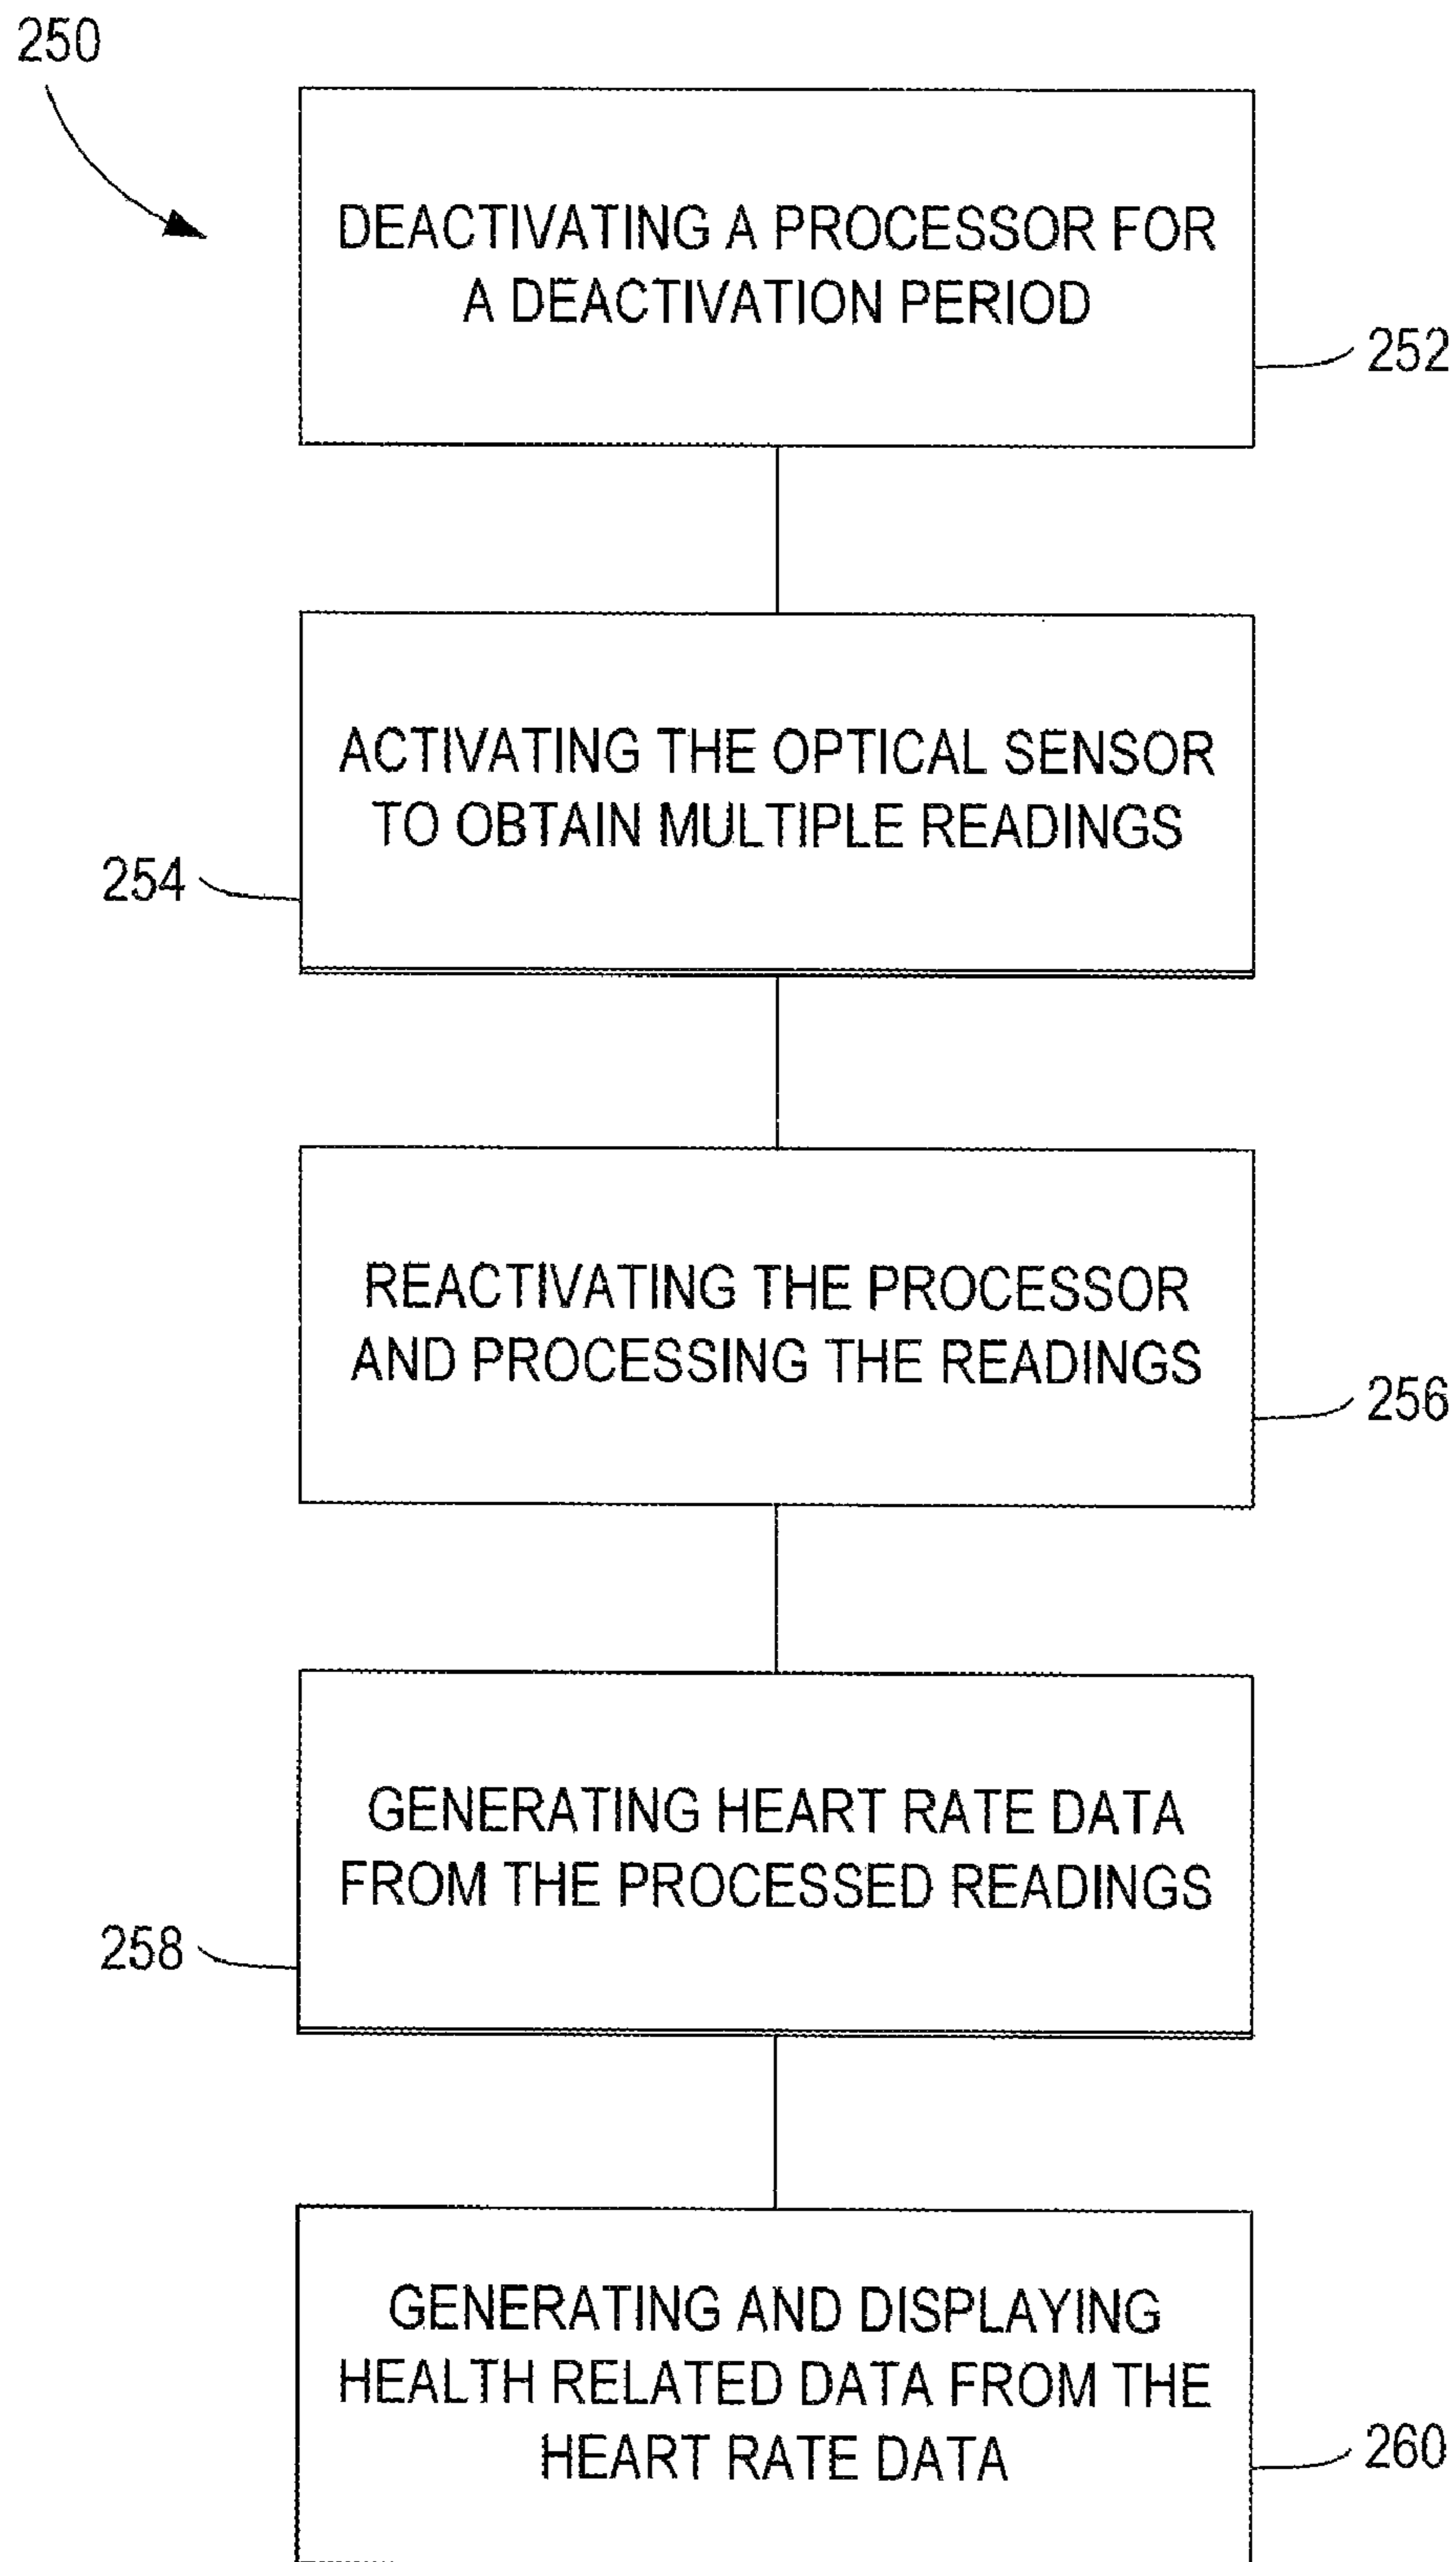 250
DEACTIVATING A PROCESSOR FOR
A DEACTIVATION PERIOD
252
ACTIVATING THE OPTICAL SENSOR
TO OBTAIN MULTIPLE READINGS
254
REACTIVATING THE PROCESSOR
AND PROCESSING THE READINGS
256
GENERATING HEART RATE DATA
FROM THE PROCESSED READINGS
258
GENERATING AND DISPLAYING
HEALTH RELATED DATA FROM THE
HEART RATE DATA
260